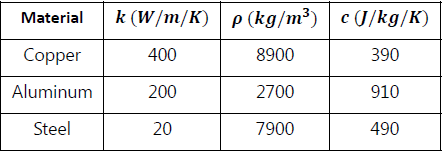 Material k (W/m/K) ρ (kg/m³) c (J/kg/K)
Copper 400 8900 390
Aluminum 200 2700 910
Steel 20 7900 490